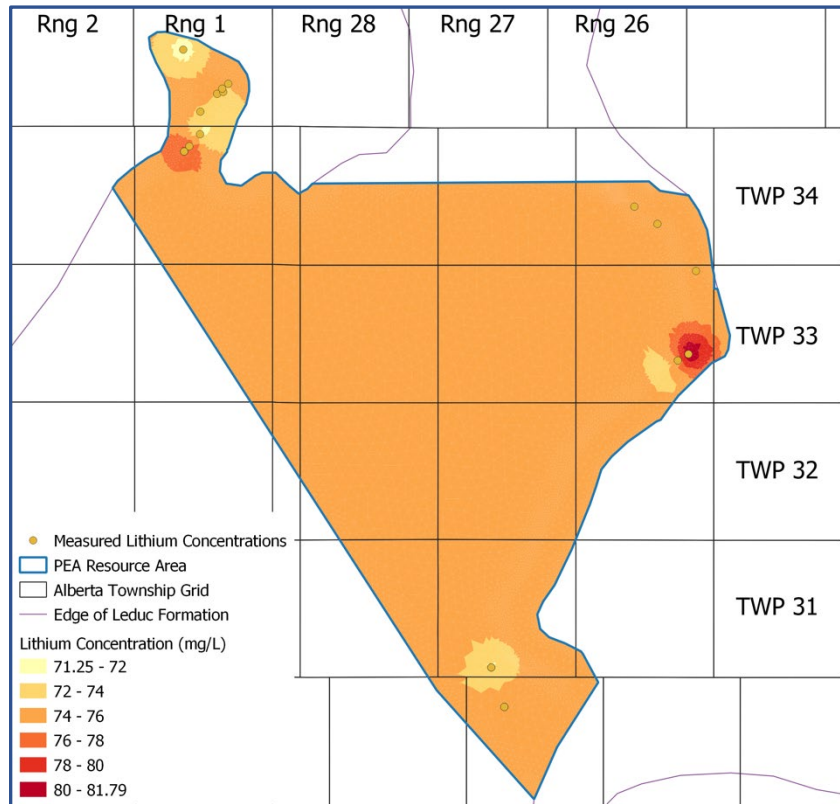 Rng 2 Rng 1 Rng 28 Rng 27 Rng 26
TWP 34
TWP 33
TWP 32
TWP 31
Measured Lithium Concentrations
PEA Resource Area
Alberta Township Grid
Edge of Leduc Formation
Lithium Concentration (mg/L)
71.25 - 72
72 - 74
74 - 76
76 - 78
78 - 80
80 - 81.79